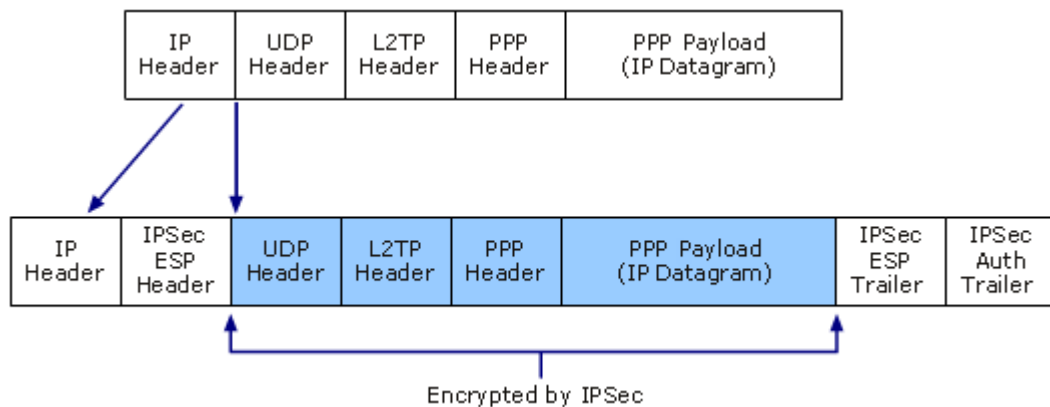 IP
Header
UDP
Header
L2TP
Header
PPP
Header
PPP Payload
(IP Datagram)
IP
Header
IPSec
ESP
Header
UDP
Header
L2TP
Header
PPP
Header
PPP Payload
(IP Datagram)
IPSec
ESP
Trailer
IPSec
Auth
Trailer
Encrypted by IPSec